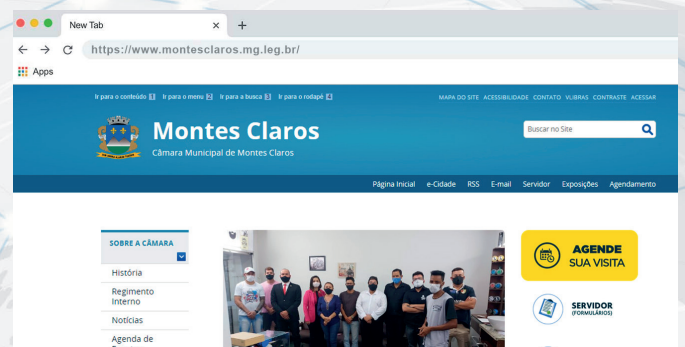 New Tab
https://www.montesclaros.mg.leg.br/
Apps
Ir para o conteúdo 1 Ir para o menu 2 Ir para a busca 3 Ir para o rodapé 4
MAPA DO SITE ACESSIBILIDADE CONTATO VLIBRAS CONTRASTE ACESSAR
Montes Claros
Câmara Municipal de Montes Claros
Buscar no Site
Página Inicial e-Cidade RSS E-mail Servidor Exposições Agendamento
SOBRE A CÂMARA
História
Regimento
Interno
Notícias
Agenda de
AGENDE
SUA VISITA
SERVIDOR
(FORMULÁRIOS)